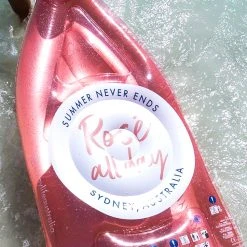 SUMMER NEVER ENDS
Rosé
all day
SYDNEY, AUSTRALIA